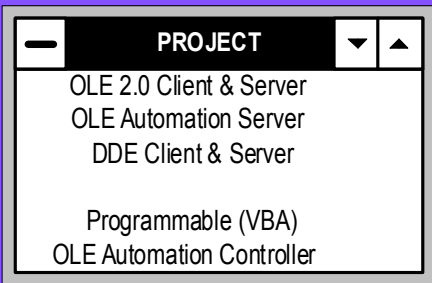 PROJECT
OLE 2.0 Client & Server
OLE Automation Server
DDE Client & Server
Programmable (VBA)
OLE Automation Controller